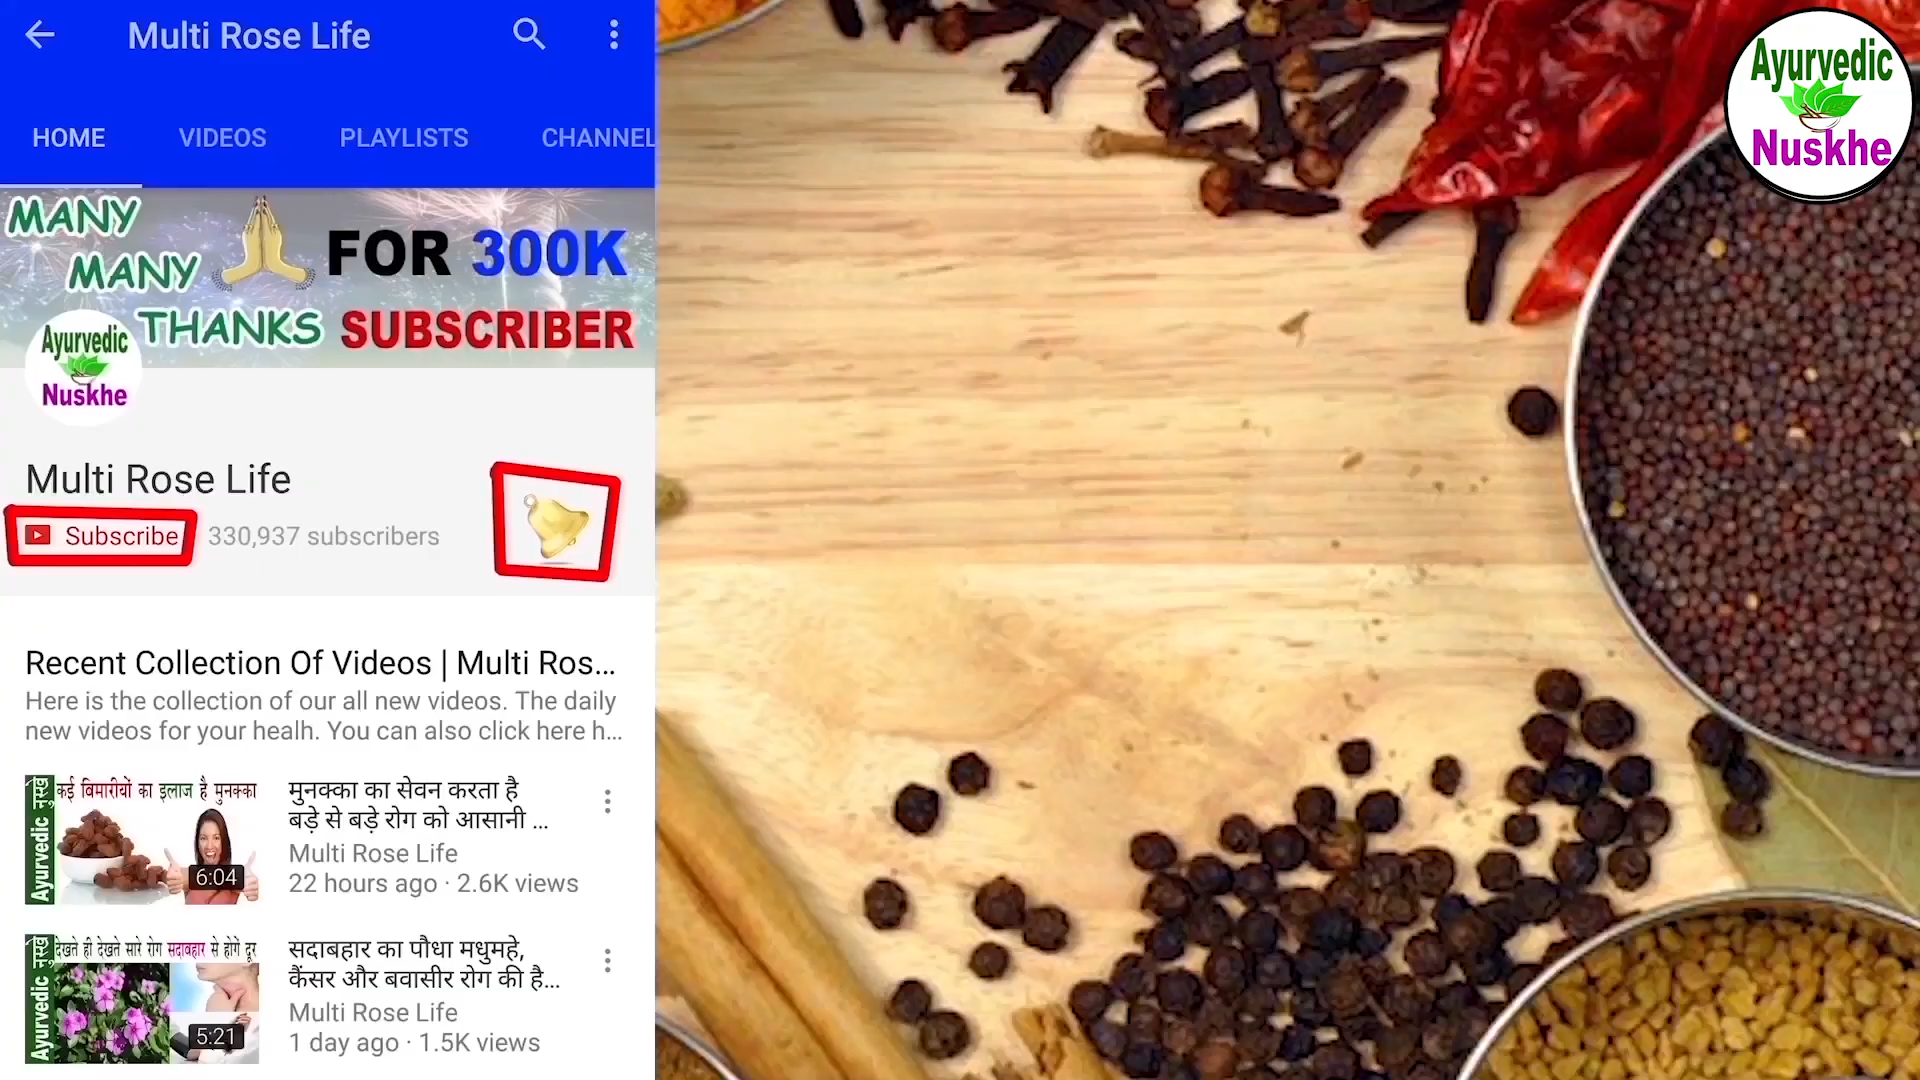 Multi Rose Life
HOME VIDEOS PLAYLISTS CHANNEL
MANY
MANY
THANKS
FOR 300K
SUBSCRIBER
Ayurvedic
Nuskhe
Multi Rose Life
Subscribe 330,937 subscribers
Recent Collection Of Videos | Multi Ros...
Here is the collection of our all new videos. The daily
new videos for your healh. You can also click here h...
आयुर्वेदिक नुस्खे
कई बिमारीयों का इलाज है मुनक्का
Ayurvedic नुस्खे
6:04
मुनक्का का सेवन करता है
बड़े से बड़े रोग को आसानी ...
Multi Rose Life
22 hours ago · 2.6K views
देखते ही देखते सारे रोग सदाबहार से होगें दूर
Ayurvedic नुस्खे
5:21
सदाबहार का पौधा मधुमहे,
कैंसर और बवासीर रोग की है...
Multi Rose Life
1 day ago · 1.5K views
Ayurvedic
Nuskhe